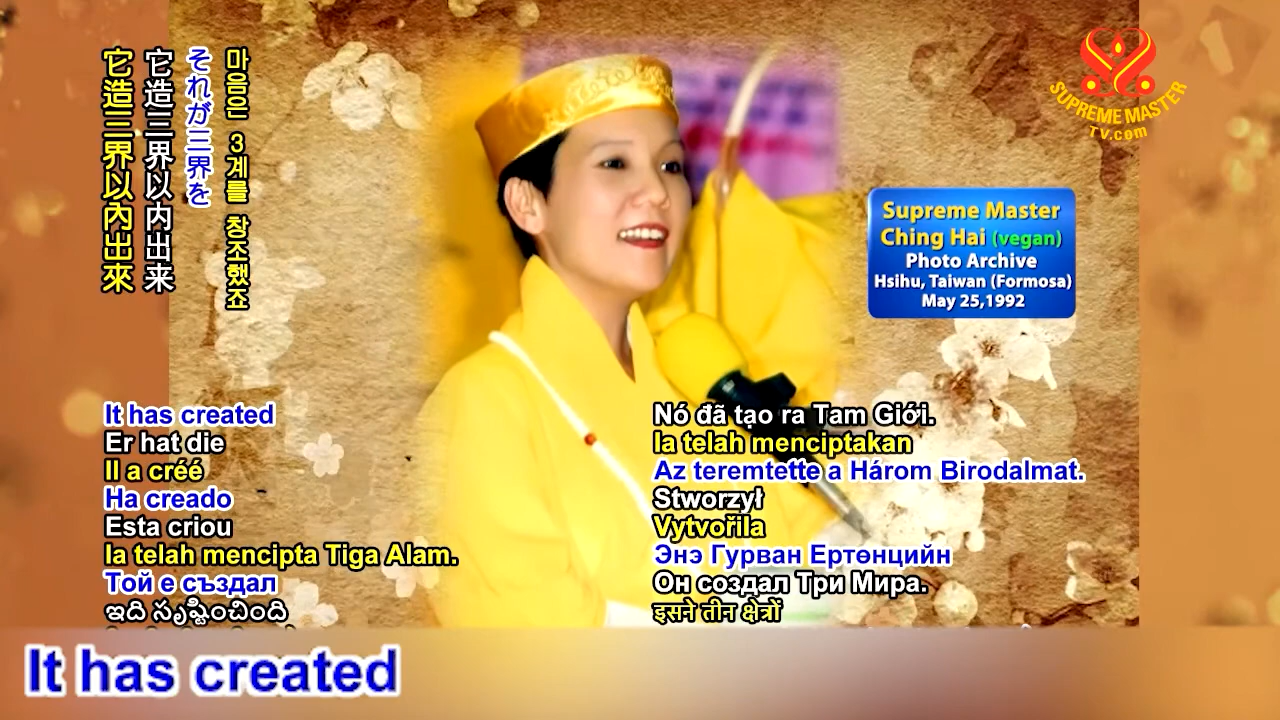 마음은 3계를 창조했죠
それが三界を
它造三界以内出来
它造三界以內出來
SUPREME MASTER
TV.com
Supreme Master
Ching Hai (vegan)
Photo Archive
Hsihu, Taiwan (Formosa)
May 25,1992
It has created
Er hat die
Il a créé
Ha creado
Esta criou
Ia telah mencipta Tiga Alam.
Той е създал
ఇది సృష్టించింది
Nó đã tạo ra Tam Giới.
Ia telah menciptakan
Az teremtette a Három Birodalmat.
Stworzył
Vytvořila
Энэ Гурван Ертөнцийн
Он создал Три Мира.
इसने तीन क्षेत्रों
It has created